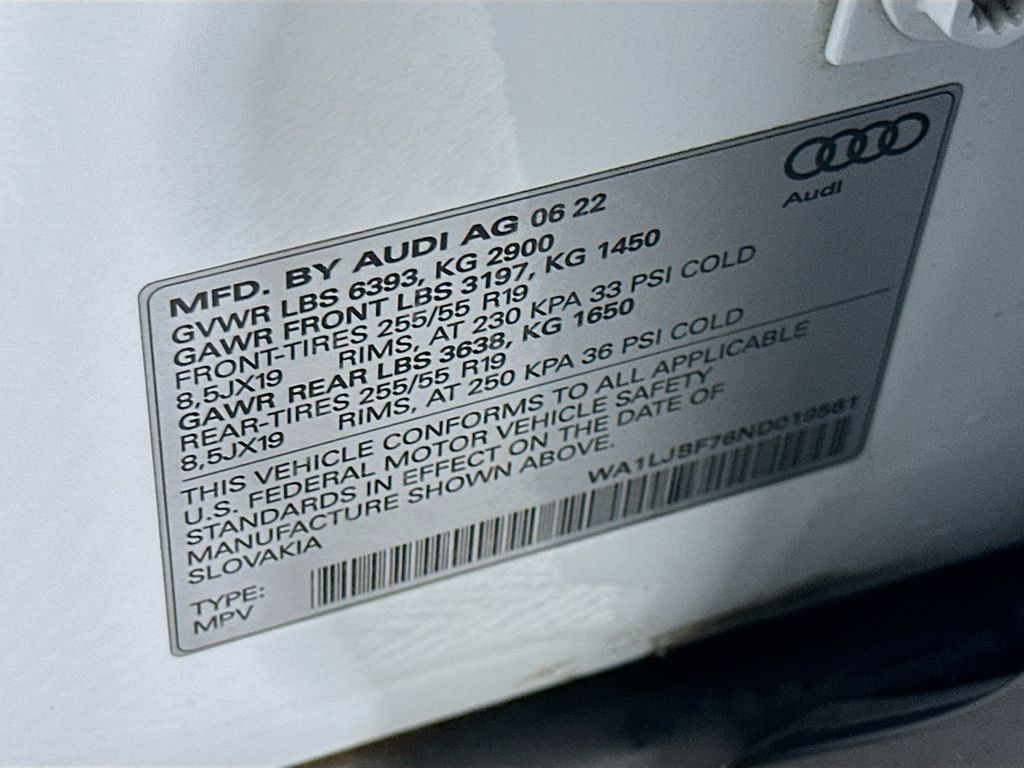 Audi
MFD. BY AUDI AG 06 22
GVWR LBS 6393, KG 2900
GAWR FRONT LBS 3197, KG 1450
FRONT-TIRES 255/55 R19
8,5JX19 RIMS, AT 230 KPA 33 PSI COLD
GAWR REAR LBS 3638, KG 1650
REAR-TIRES 255/55 R19
8,5JX19 RIMS, AT 250 KPA 36 PSI COLD
THIS VEHICLE CONFORMS TO ALL APPLICABLE
U.S. FEDERAL MOTOR VEHICLE SAFETY
STANDARDS IN EFFECT ON THE DATE OF
MANUFACTURE SHOWN ABOVE.
SLOVAKIA
TYPE:
MPV